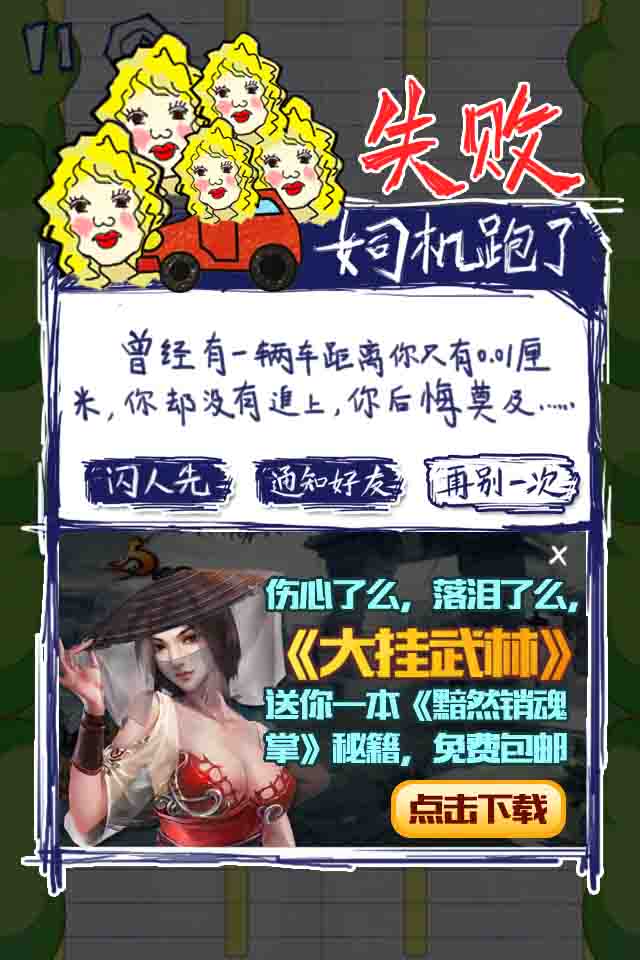 失败
女司机跑了
曾经有一辆车距离你只有0.01厘
米,你却没有追上,你后悔莫及……
闪人先
通知好友
再别一次
x
伤心了么，落泪了么，
《大挂武林》
送你一本《黯然销魂
掌》秘籍，免费包邮
点击下载